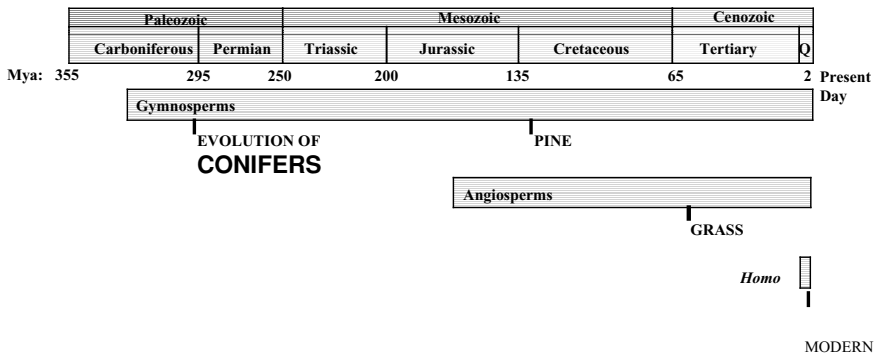 Paleozoic Mesozoic Cenozoic
Carboniferous Permian Triassic Jurassic Cretaceous Tertiary Q
Mya: 355 295 250 200 135 65 2 Present
Day
Gymnosperms
EVOLUTION OF PINE
CONIFERS
Angiosperms
GRASS
Homo
MODERN